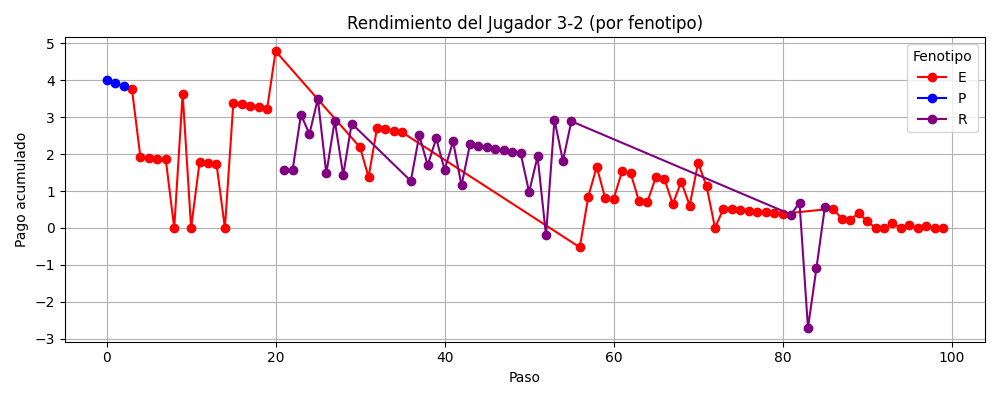 Rendimiento del Jugador 3-2 (por fenotipo)
Pago acumulado
5
4
3
2
1
0
−1
−2
−3
Fenotipo
E
P
R
0 20 40 60 80 100
Paso